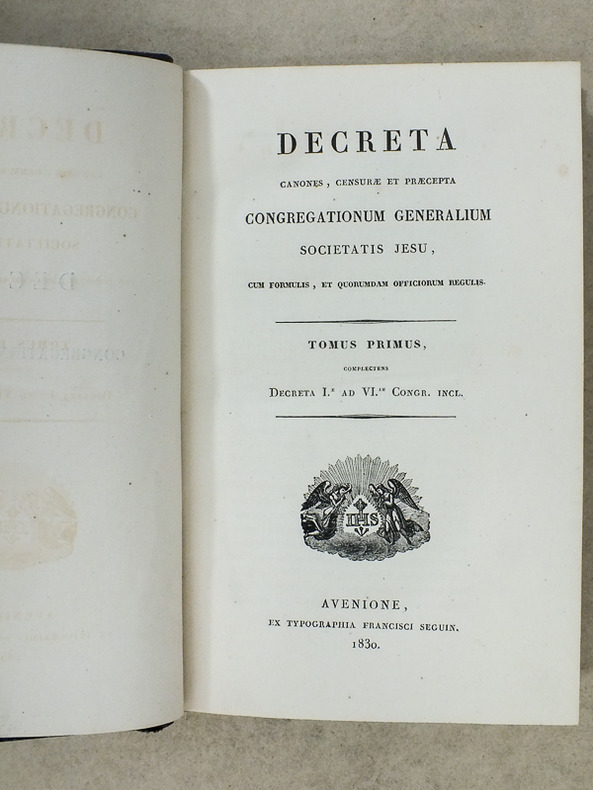 DECRETA
CANONES, CENSURÆ ET PRÆCEPTA
CONGREGATIONUM GENERALIUM
SOCIETATIS JESU,
CUM FORMULIS, ET QUORUMDAM OFFICIORUM REGULIS.
TOMUS PRIMUS,
COMPLECTENS
DECRETA I.Æ AD VI.AM CONGR. INCL.
IHS
AVENIONE,
EX TYPOGRAPHIA FRANCISCI SEGUIN.
1830.